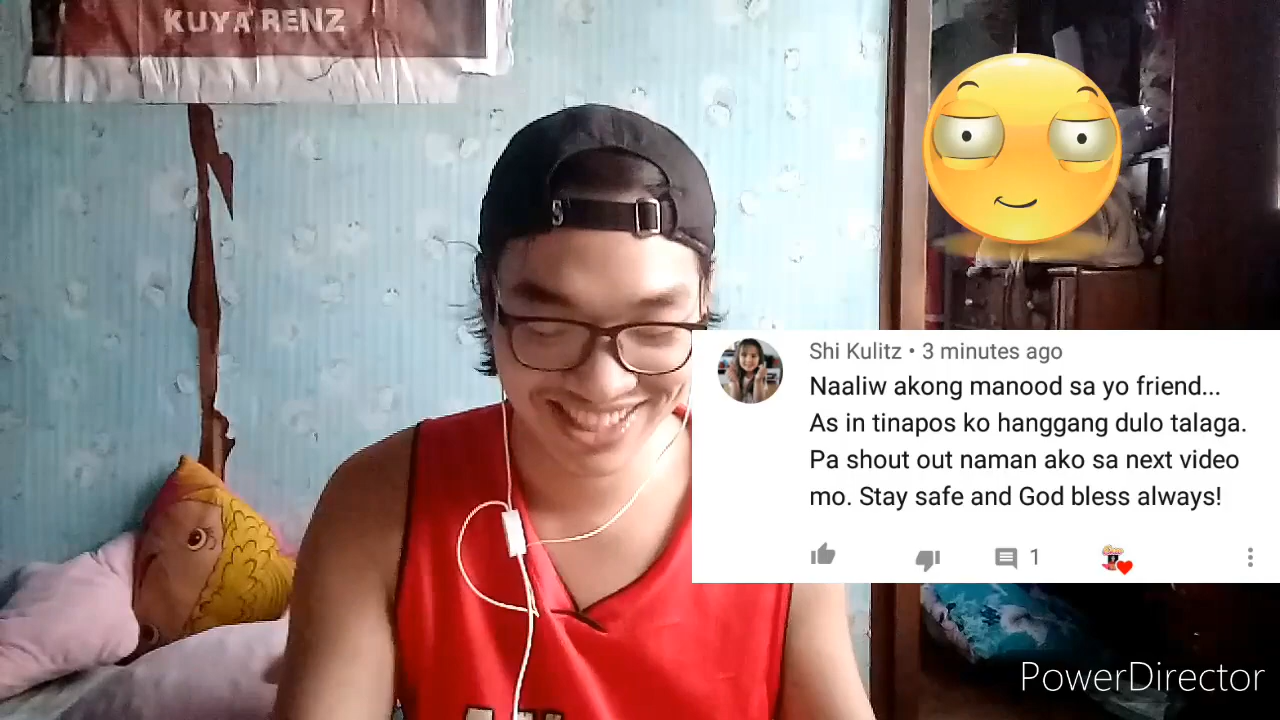 KUYA RENZ
Shi Kulitz • 3 minutes ago
Naaliw akong manood sa yo friend...
As in tinapos ko hanggang dulo talaga.
Pa shout out naman ako sa next video
mo. Stay safe and God bless always!
1
PowerDirector